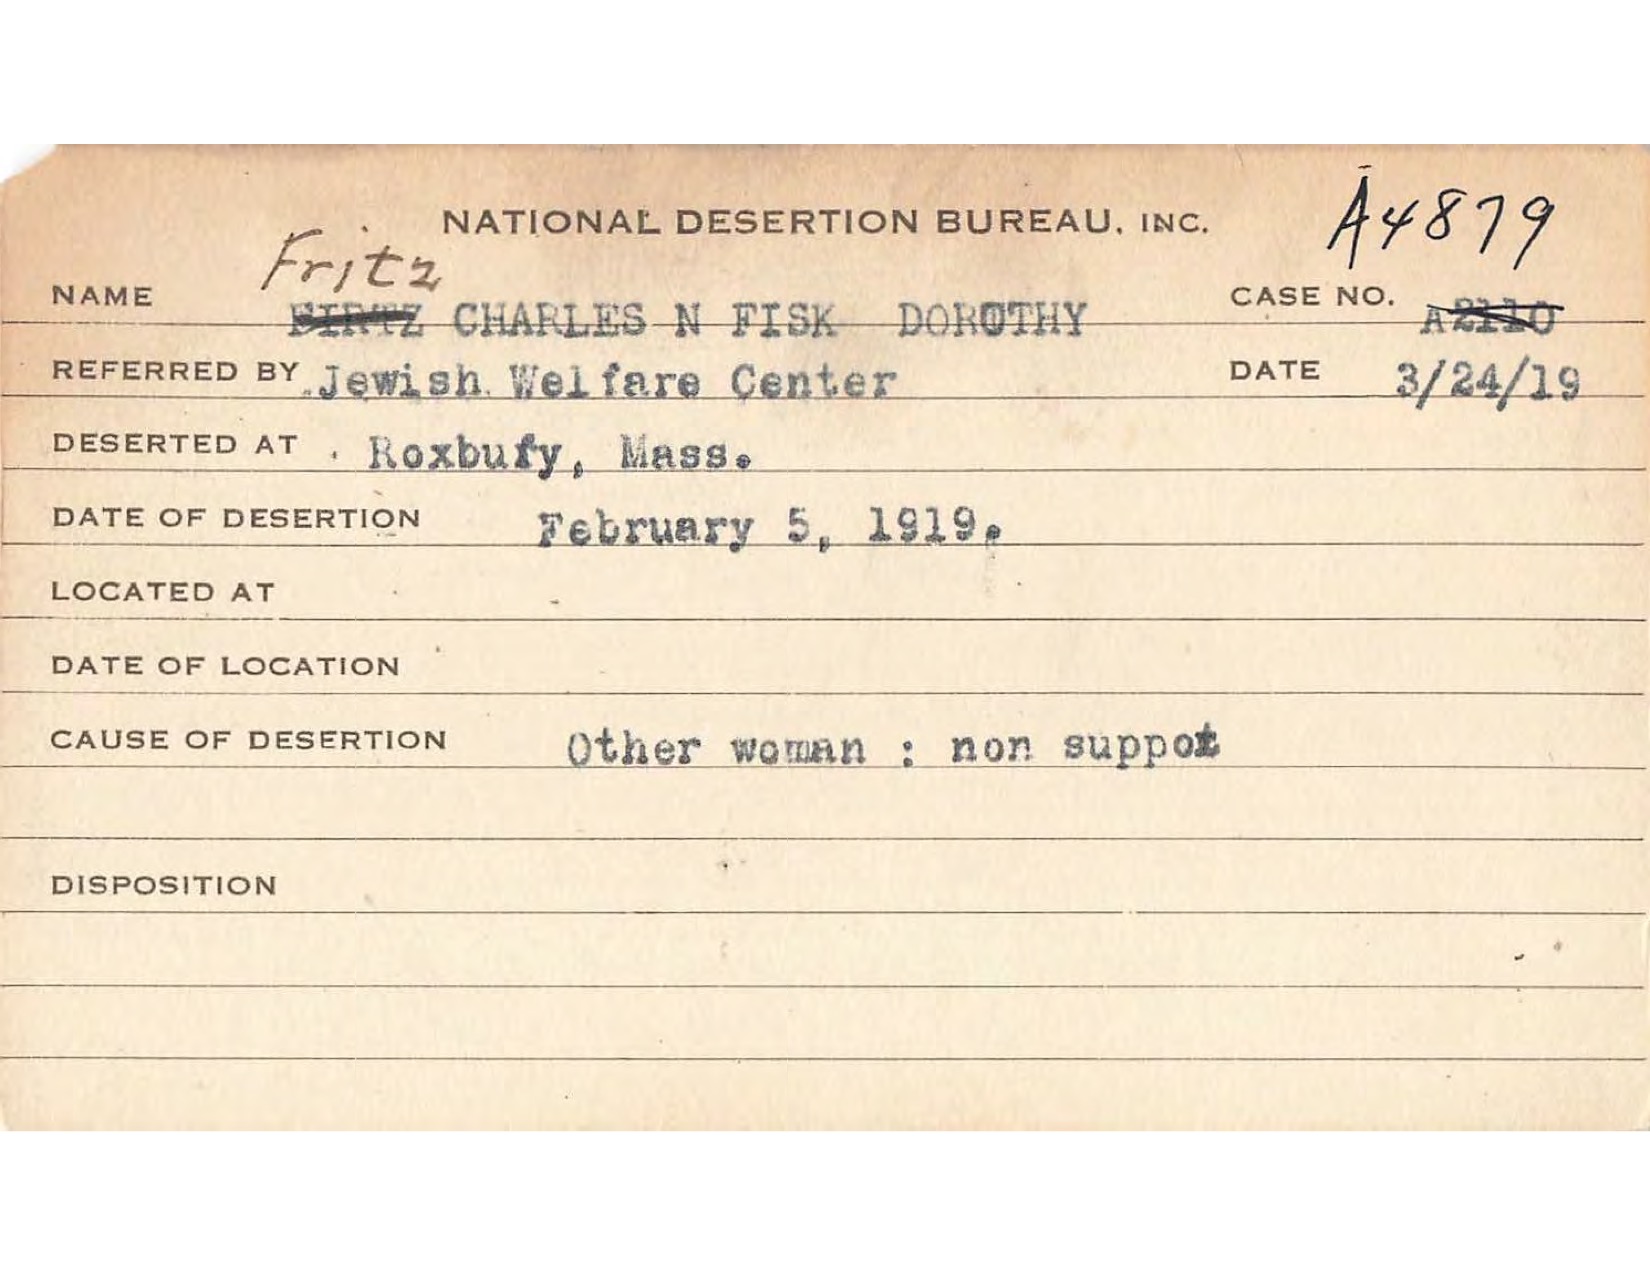 NATIONAL DESERTION BUREAU, INC.
A4879
Fritz
NAME FIRTZ CHARLES N FISK DOROTHY CASE NO. A2110
REFERRED BY Jewish Welfare Center DATE 3/24/19
DESERTED AT Roxbufy, Mass.
DATE OF DESERTION February 5, 1919.
LOCATED AT
DATE OF LOCATION
CAUSE OF DESERTION Other woman : non suppot
DISPOSITION